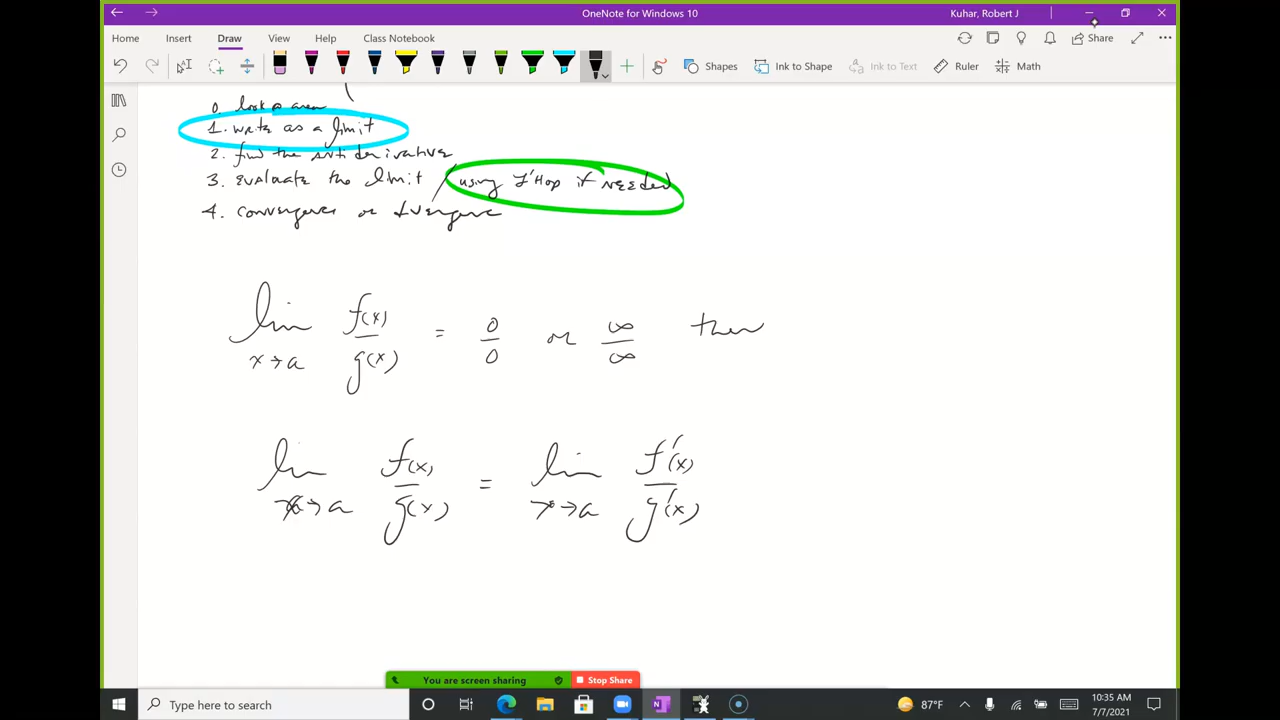 OneNote for Windows 10
Kuhar, Robert J
Home Insert Draw View Help Class Notebook
Share
Shapes Ink to Shape Ink to Text Ruler Math
0. look @ area
1. write as a limit
2. find the antiderivative
3. evaluate the limit / using L'Hop if needed
4. convergence or divergence
lim x→a f(x)/g(x) = 0/0 or ∞/∞ then
lim x→a f(x)/g(x) = lim x→a f'(x)/g'(x)
You are screen sharing Stop Share
Type here to search
87°F
10:35 AM
7/7/2021